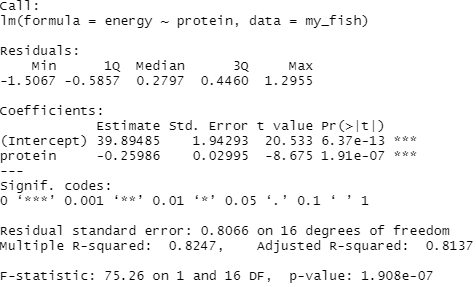 Call:
lm(formula = energy ~ protein, data = my_fish)
Residuals:
Min 1Q Median 3Q Max
-1.5067 -0.5857 0.2797 0.4460 1.2955
Coefficients:
Estimate Std. Error t value Pr(>|t|)
(Intercept) 39.89485 1.94293 20.533 6.37e-13 ***
protein -0.25986 0.02995 -8.675 1.91e-07 ***
---
Signif. codes:
0 ‘***’ 0.001 ‘**’ 0.01 ‘*’ 0.05 ‘.’ 0.1 ‘ ’ 1
Residual standard error: 0.8066 on 16 degrees of freedom
Multiple R-squared: 0.8247, Adjusted R-squared: 0.8137
F-statistic: 75.26 on 1 and 16 DF, p-value: 1.908e-07